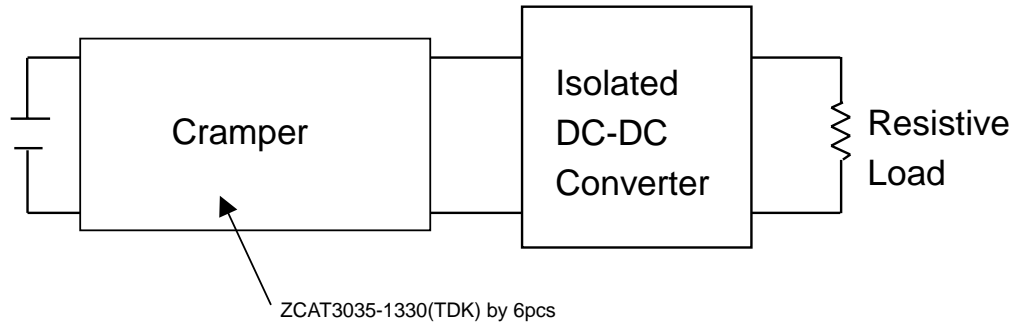 Cramper
Isolated
DC-DC
Converter
Resistive
Load
ZCAT3035-1330(TDK) by 6pcs